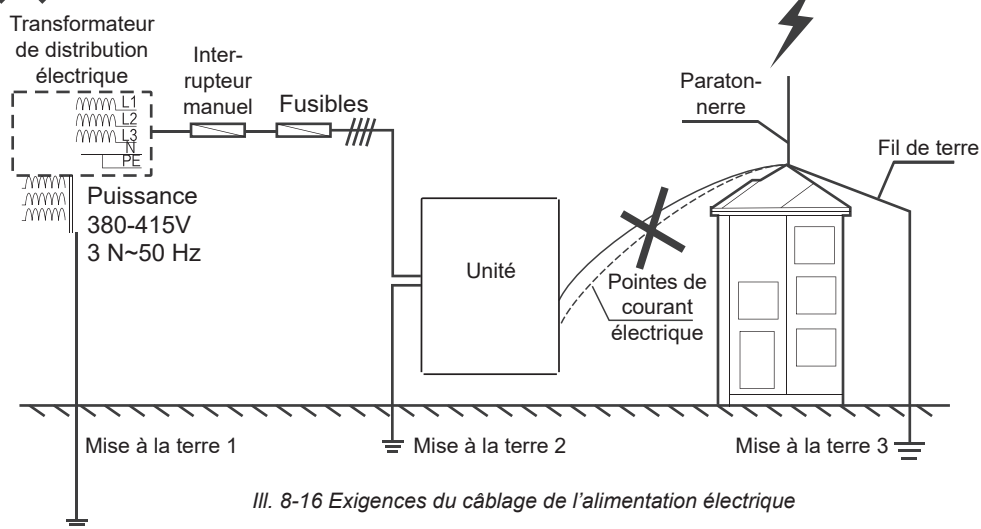 Transformateur
de distribution
électrique
Inter-
rupteur
manuel
Fusibles
L1
L2
L3
N
PE
Puissance
380-415V
3 N~50 Hz
Unité
Paraton-
nerre
Fil de terre
Pointes de
courant
électrique
Mise à la terre 1
Mise à la terre 2
Mise à la terre 3
Ill. 8-16 Exigences du câblage de l’alimentation électrique